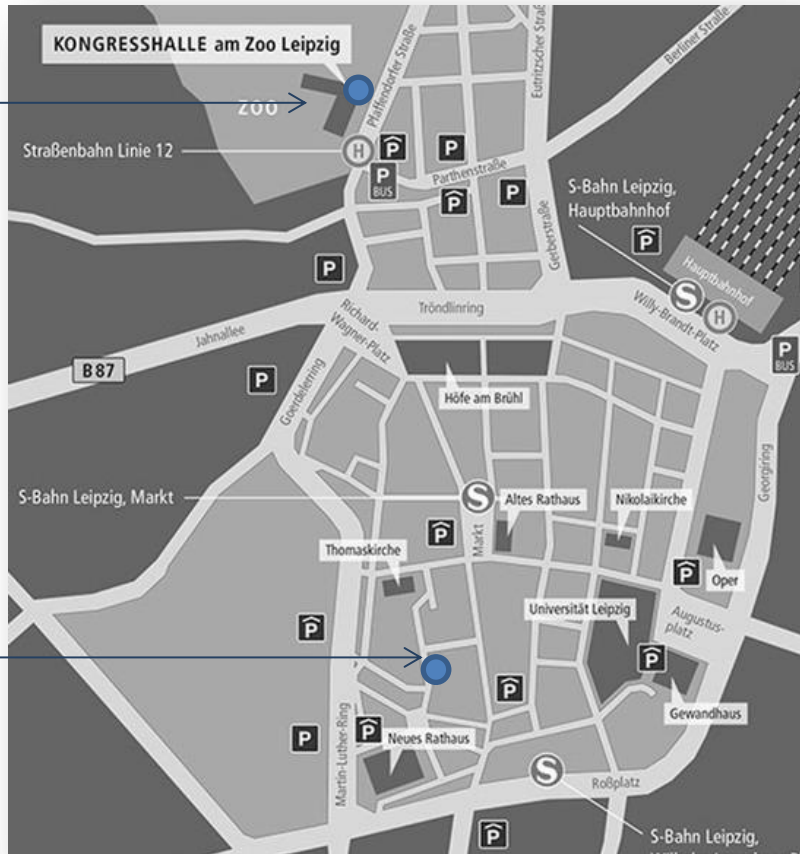 KONGRESSHALLE am Zoo Leipzig
Pfaffendorfer Straße
Eutritzscher Straß
Berliner Straße
ZOO
Straßenbahn Linie 12
H
P
P
P
BUS
Parthenstraße
P
P
S-Bahn Leipzig,
Hauptbahnhof
P
Gerberstraße
Hauptbahnhof
S
H
P
Willy-Brandt-Platz
Tröndlinring
Richard-
Wagner-Platz
Jahnallee
B 87
P
BUS
P
Goerdelerring
Höfe am Brühl
Georgiring
S-Bahn Leipzig, Markt
S
Altes Rathaus
Nikolaikirche
P
Markt
Thomaskirche
P
Oper
Universität Leipzig
Augustus-
platz
P
P
P
Gewandhaus
Martin-Luther-Ring
P
P
Neues Rathaus
S
Roßplatz
P
S-Bahn Leipzig,